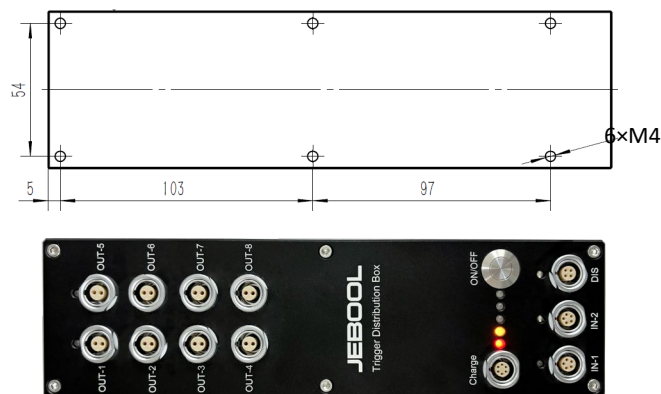 54
6×M4
5
103
97
OUT-5
OUT-6
OUT-7
OUT-8
OUT-1
OUT-2
OUT-3
OUT-4
JEBOOL
Trigger Distribution Box
ON/OFF
Charge
DIS
IN-2
IN-1